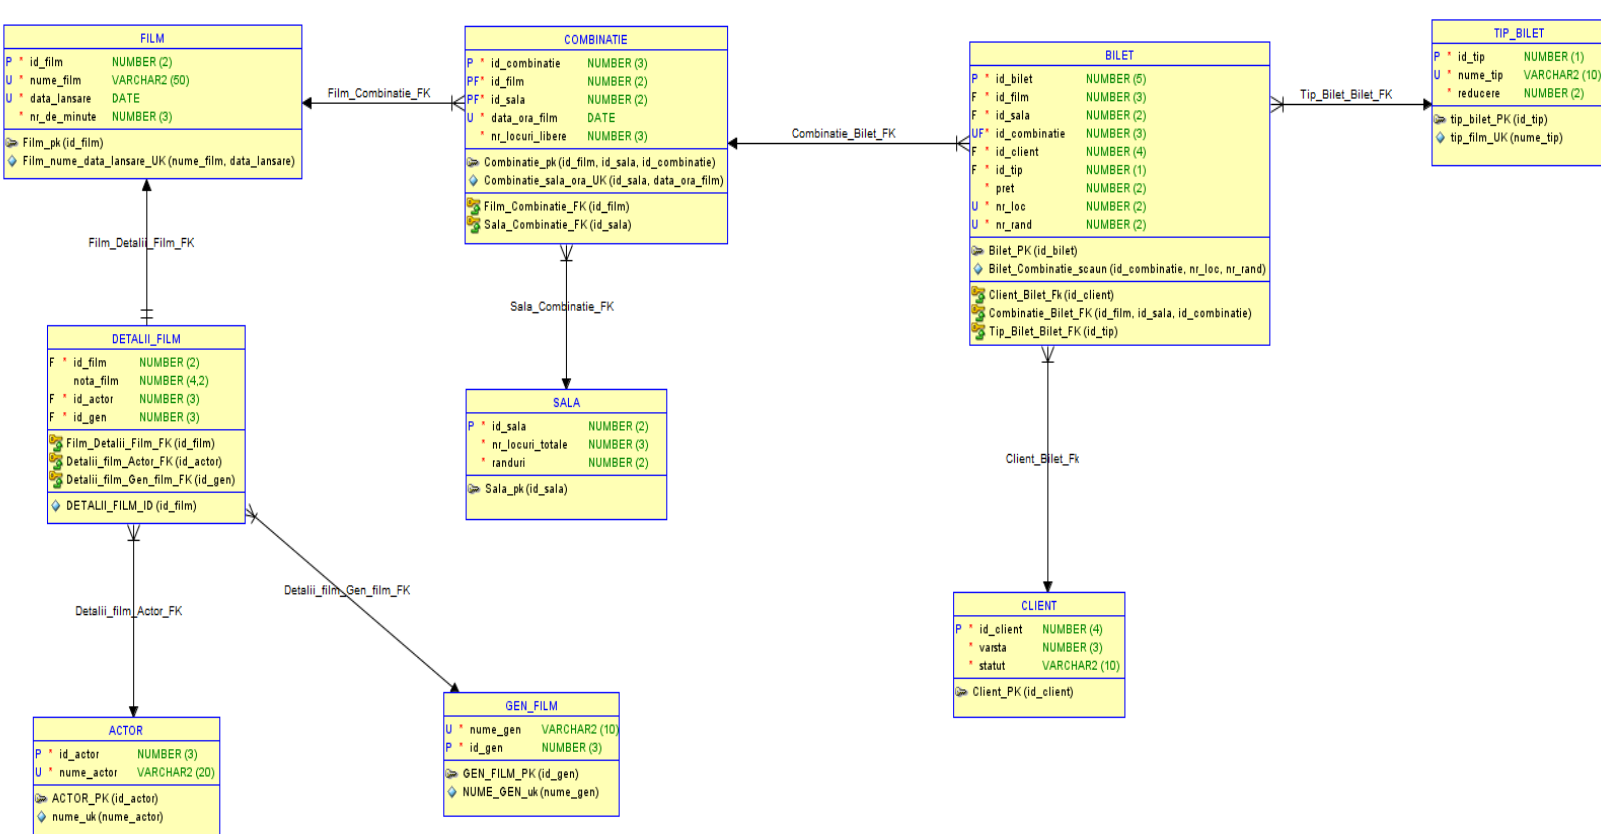 FILM
P * id_film NUMBER (2)
U * nume_film VARCHAR2 (50)
U * data_lansare DATE
* nr_de_minute NUMBER (3)
Film_pk (id_film)
Film_nume_data_lansare_UK (nume_film, data_lansare)
Film_Combinatie_FK
COMBINATIE
P * id_combinatie NUMBER (3)
PF* id_film NUMBER (2)
PF* id_sala NUMBER (2)
U * data_ora_film DATE
* nr_locuri_libere NUMBER (3)
Combinatie_pk (id_film, id_sala, id_combinatie)
Combinatie_sala_ora_UK (id_sala, data_ora_film)
Film_Combinatie_FK (id_film)
Sala_Combinatie_FK (id_sala)
Combinatie_Bilet_FK
BILET
P * id_bilet NUMBER (5)
F * id_film NUMBER (3)
F * id_sala NUMBER (2)
UF* id_combinatie NUMBER (3)
F * id_client NUMBER (4)
F * id_tip NUMBER (1)
* pret NUMBER (2)
U * nr_loc NUMBER (2)
U * nr_rand NUMBER (2)
Bilet_PK (id_bilet)
Bilet_Combinatie_scaun (id_combinatie, nr_loc, nr_rand)
Client_Bilet_Fk (id_client)
Combinatie_Bilet_FK (id_film, id_sala, id_combinatie)
Tip_Bilet_Bilet_FK (id_tip)
Tip_Bilet_Bilet_FK
TIP_BILET
P * id_tip NUMBER (1)
U * nume_tip VARCHAR2 (10)
* reducere NUMBER (2)
tip_bilet_PK (id_tip)
tip_film_UK (nume_tip)
Film_Detalii_Film_FK
DETALII_FILM
F * id_film NUMBER (2)
nota_film NUMBER (4,2)
F * id_actor NUMBER (3)
F * id_gen NUMBER (3)
Film_Detalii_Film_FK (id_film)
Detalii_film_Actor_FK (id_actor)
Detalii_film_Gen_film_FK (id_gen)
DETALII_FILM_ID (id_film)
Sala_Combinatie_FK
SALA
P * id_sala NUMBER (2)
* nr_locuri_totale NUMBER (3)
* randuri NUMBER (2)
Sala_pk (id_sala)
Client_Bilet_Fk
CLIENT
P * id_client NUMBER (4)
* varsta NUMBER (3)
* statut VARCHAR2 (10)
Client_PK (id_client)
Detalii_film_Actor_FK
Detalii_film_Gen_film_FK
ACTOR
P * id_actor NUMBER (3)
U * nume_actor VARCHAR2 (20)
ACTOR_PK (id_actor)
nume_uk (nume_actor)
GEN_FILM
U * nume_gen VARCHAR2 (10)
P * id_gen NUMBER (3)
GEN_FILM_PK (id_gen)
NUME_GEN_uk (nume_gen)